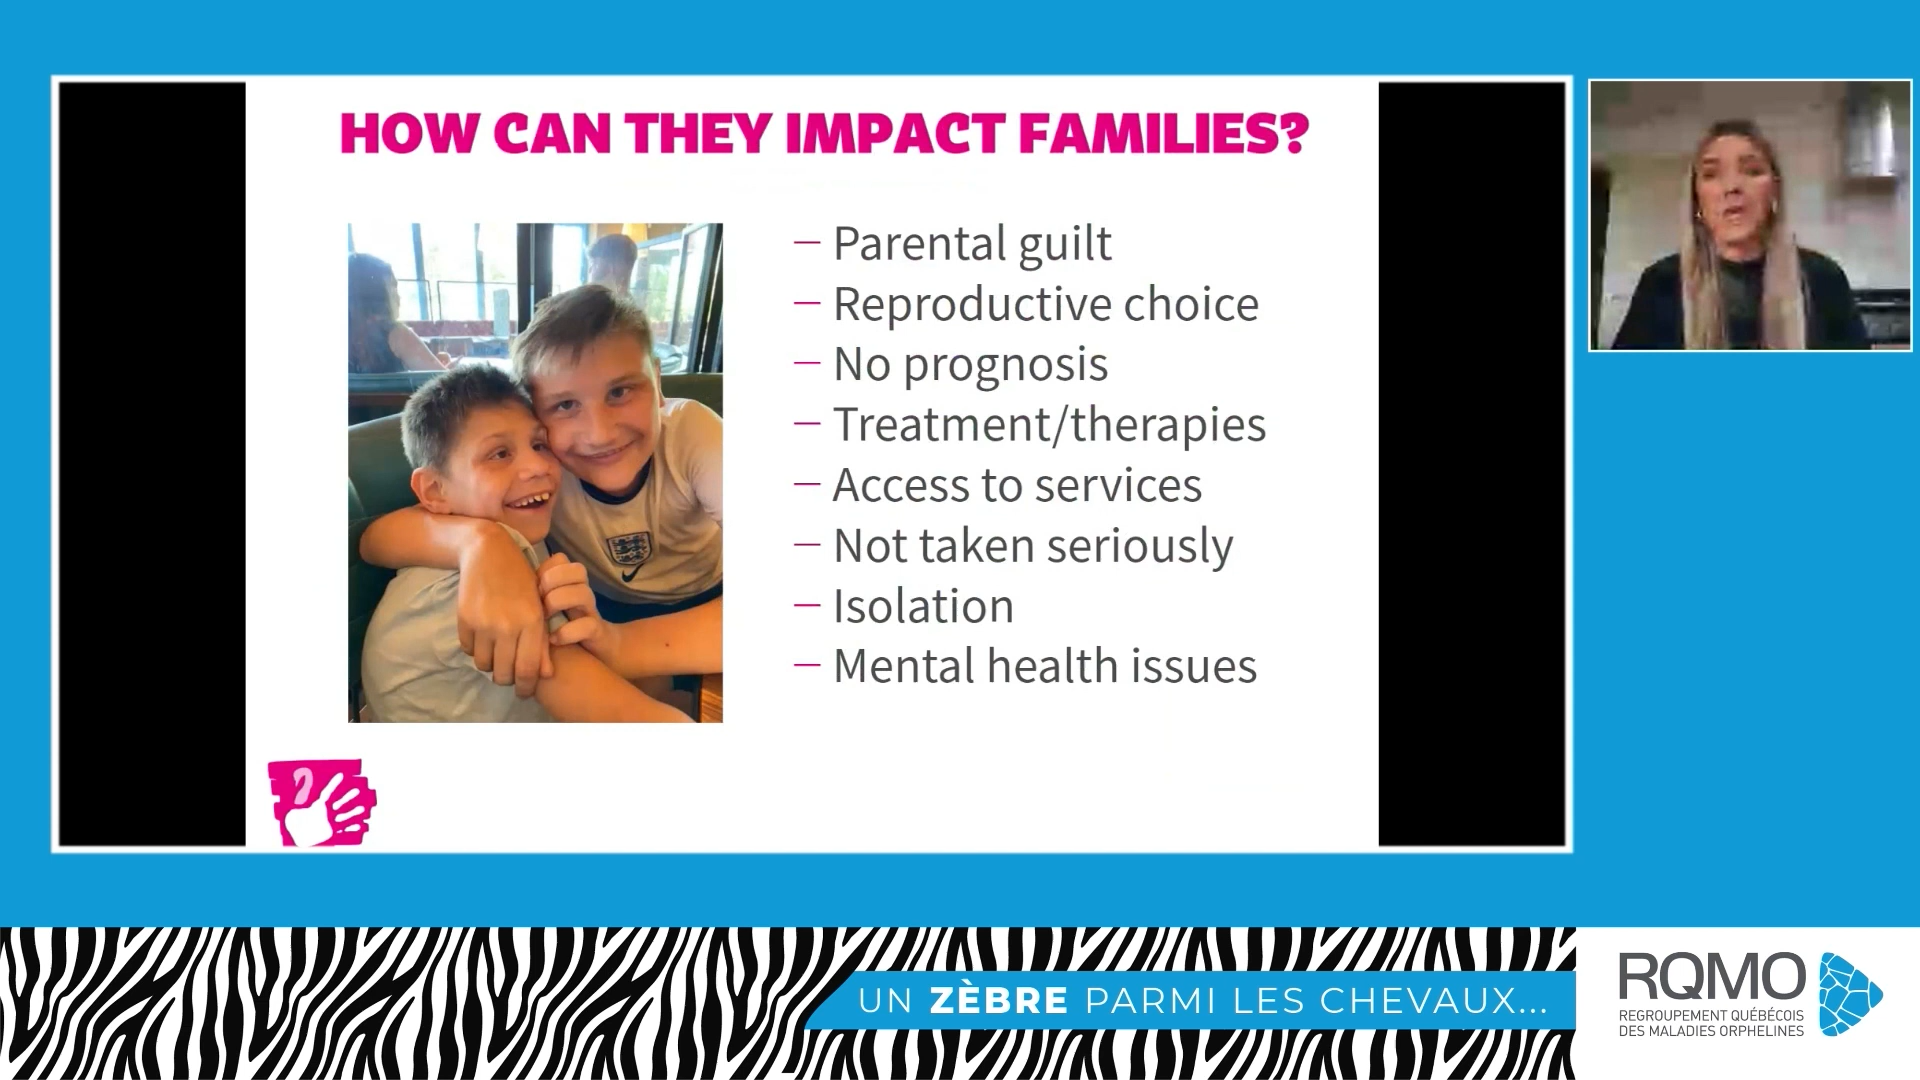 HOW CAN THEY IMPACT FAMILIES?
– Parental guilt
– Reproductive choice
– No prognosis
– Treatment/therapies
– Access to services
– Not taken seriously
– Isolation
– Mental health issues
UN ZÈBRE PARMI LES CHEVAUX...
RQMO
REGROUPEMENT QUÉBÉCOIS
DES MALADIES ORPHELINES